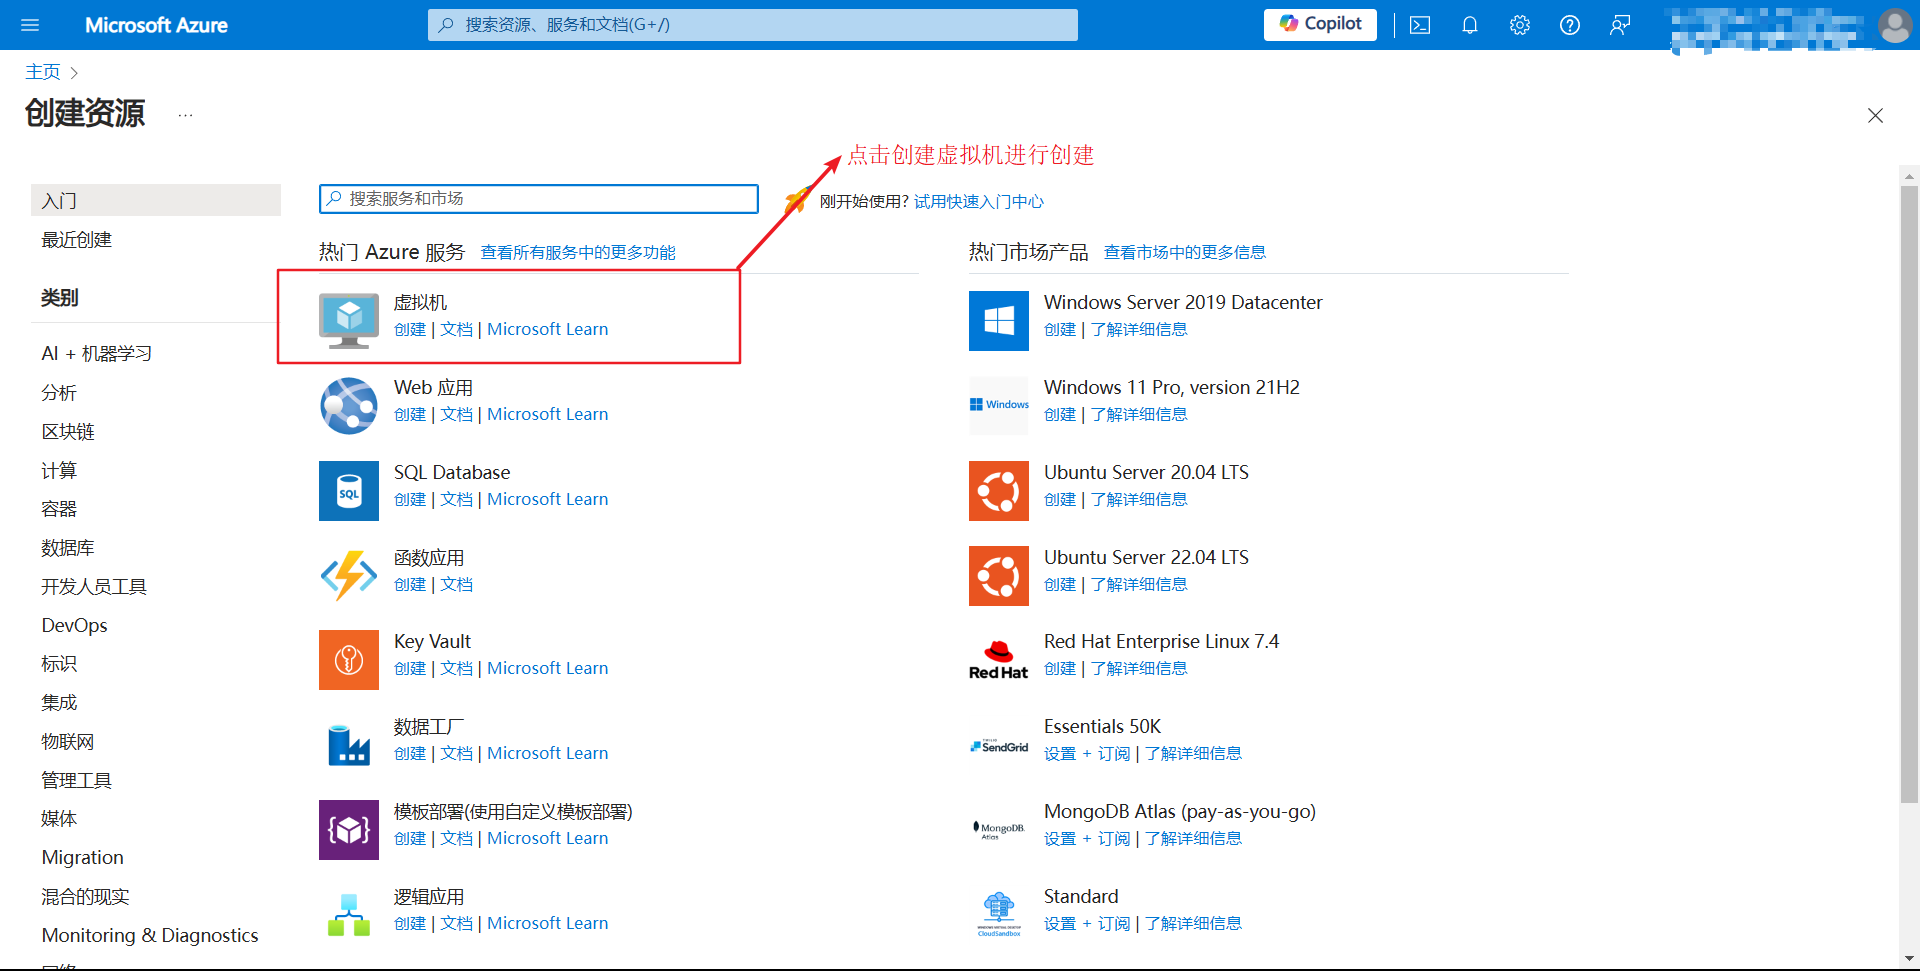 Microsoft Azure
搜索资源、服务和文档(G+/)
Copilot
主页
创建资源
...
点击创建虚拟机进行创建
入门
最近创建
类别
AI + 机器学习
分析
区块链
计算
容器
数据库
开发人员工具
DevOps
标识
集成
物联网
管理工具
媒体
Migration
混合的现实
Monitoring & Diagnostics
搜索服务和市场
刚开始使用? 试用快速入门中心
热门 Azure 服务 查看所有服务中的更多功能
虚拟机
创建 | 文档 | Microsoft Learn
Web 应用
创建 | 文档 | Microsoft Learn
SQL
SQL Database
创建 | 文档 | Microsoft Learn
函数应用
创建 | 文档
Key Vault
创建 | 文档 | Microsoft Learn
数据工厂
创建 | 文档 | Microsoft Learn
模板部署(使用自定义模板部署)
创建 | 文档 | Microsoft Learn
逻辑应用
创建 | 文档 | Microsoft Learn
热门市场产品 查看市场中的更多信息
Windows Server 2019 Datacenter
创建 | 了解详细信息
Windows
Windows 11 Pro, version 21H2
创建 | 了解详细信息
Ubuntu Server 20.04 LTS
创建 | 了解详细信息
Ubuntu Server 22.04 LTS
创建 | 了解详细信息
Red Hat
Red Hat Enterprise Linux 7.4
创建 | 了解详细信息
TWILIO
SendGrid
Essentials 50K
设置 + 订阅 | 了解详细信息
MongoDB.
Atlas
MongoDB Atlas (pay-as-you-go)
设置 + 订阅 | 了解详细信息
WINDOWS VIRTUAL DESKTOP
CloudSandbox
Standard
设置 + 订阅 | 了解详细信息